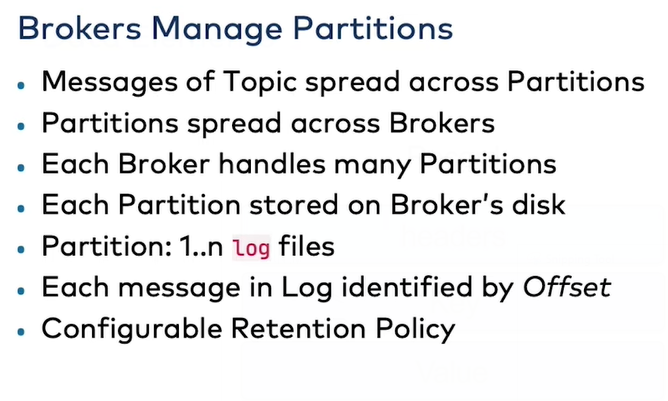 Brokers Manage Partitions
• Messages of Topic spread across Partitions
• Partitions spread across Brokers
• Each Broker handles many Partitions
• Each Partition stored on Broker's disk
• Partition: 1..n log files
• Each message in Log identified by Offset
• Configurable Retention Policy